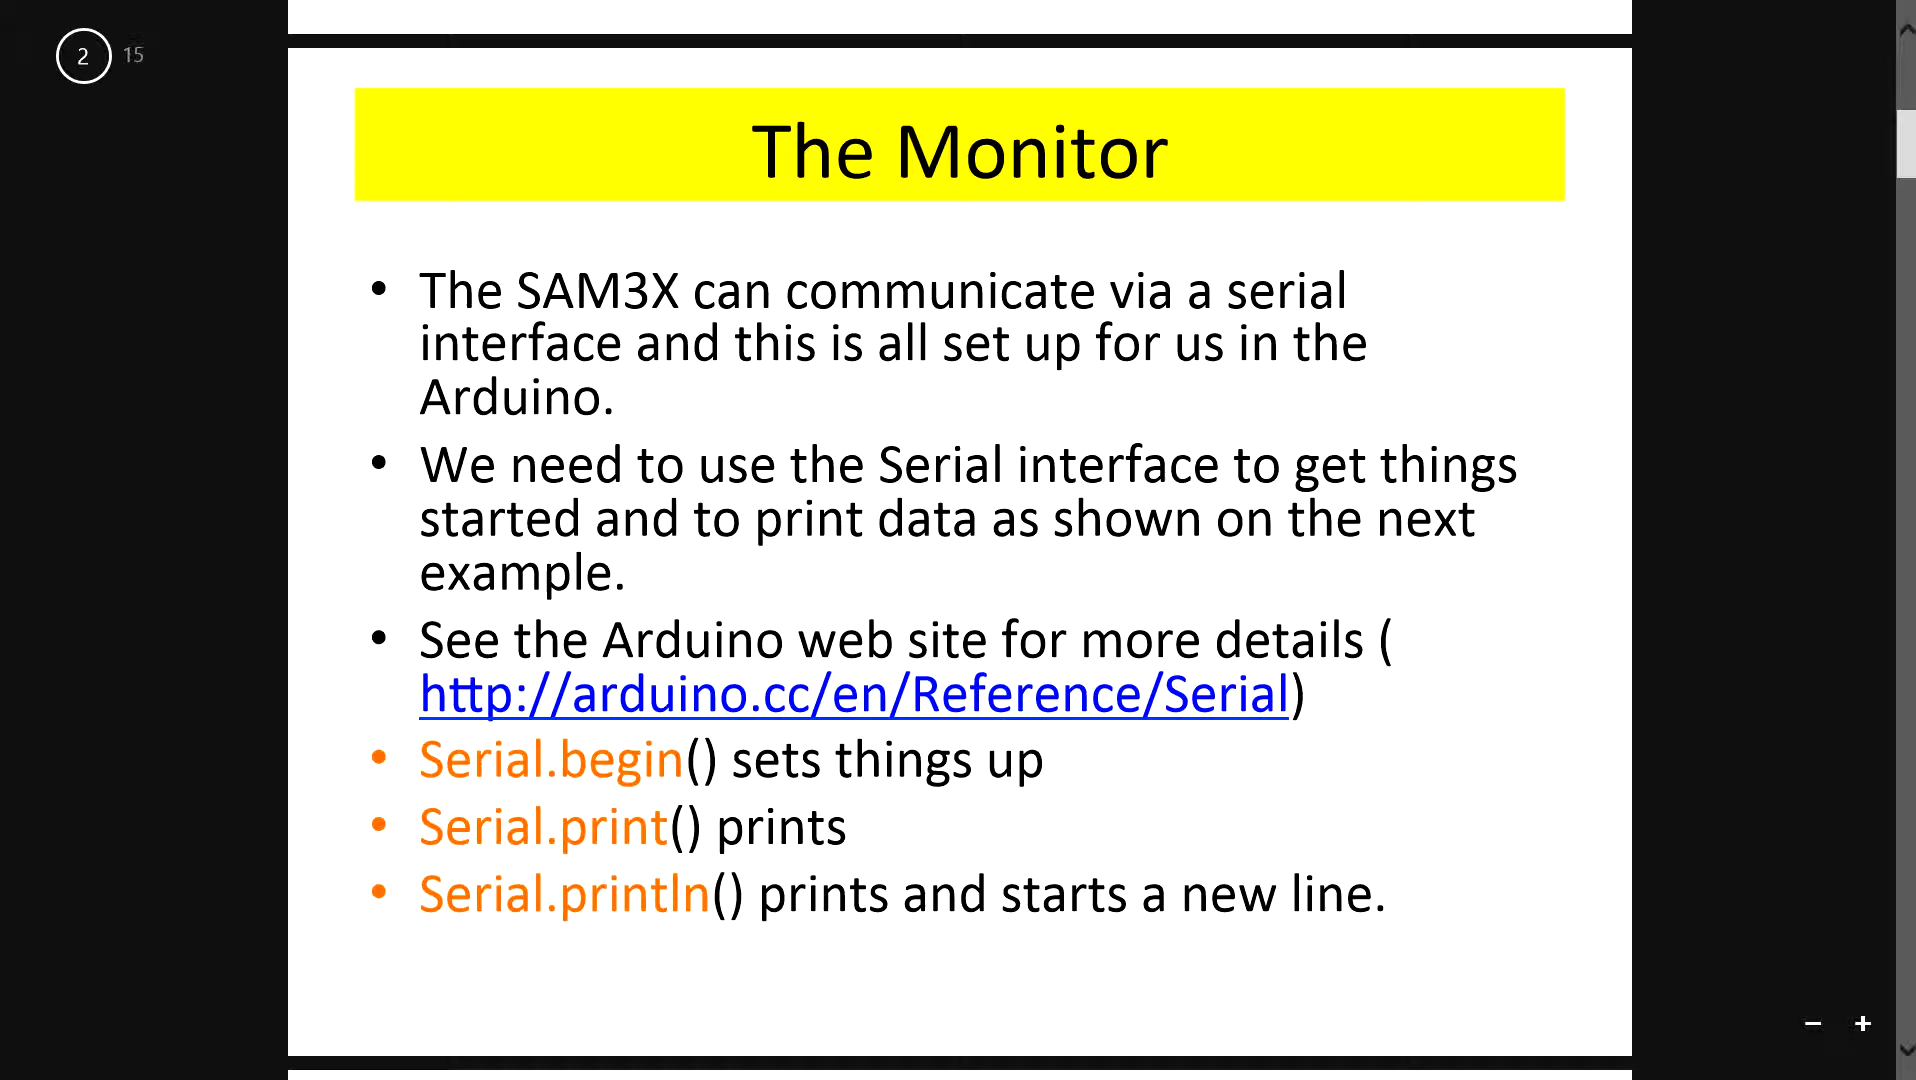 2 15
The Monitor
• The SAM3X can communicate via a serial
interface and this is all set up for us in the
Arduino.
• We need to use the Serial interface to get things
started and to print data as shown on the next
example.
• See the Arduino web site for more details (
http://arduino.cc/en/Reference/Serial)
• Serial.begin() sets things up
• Serial.print() prints
• Serial.println() prints and starts a new line.